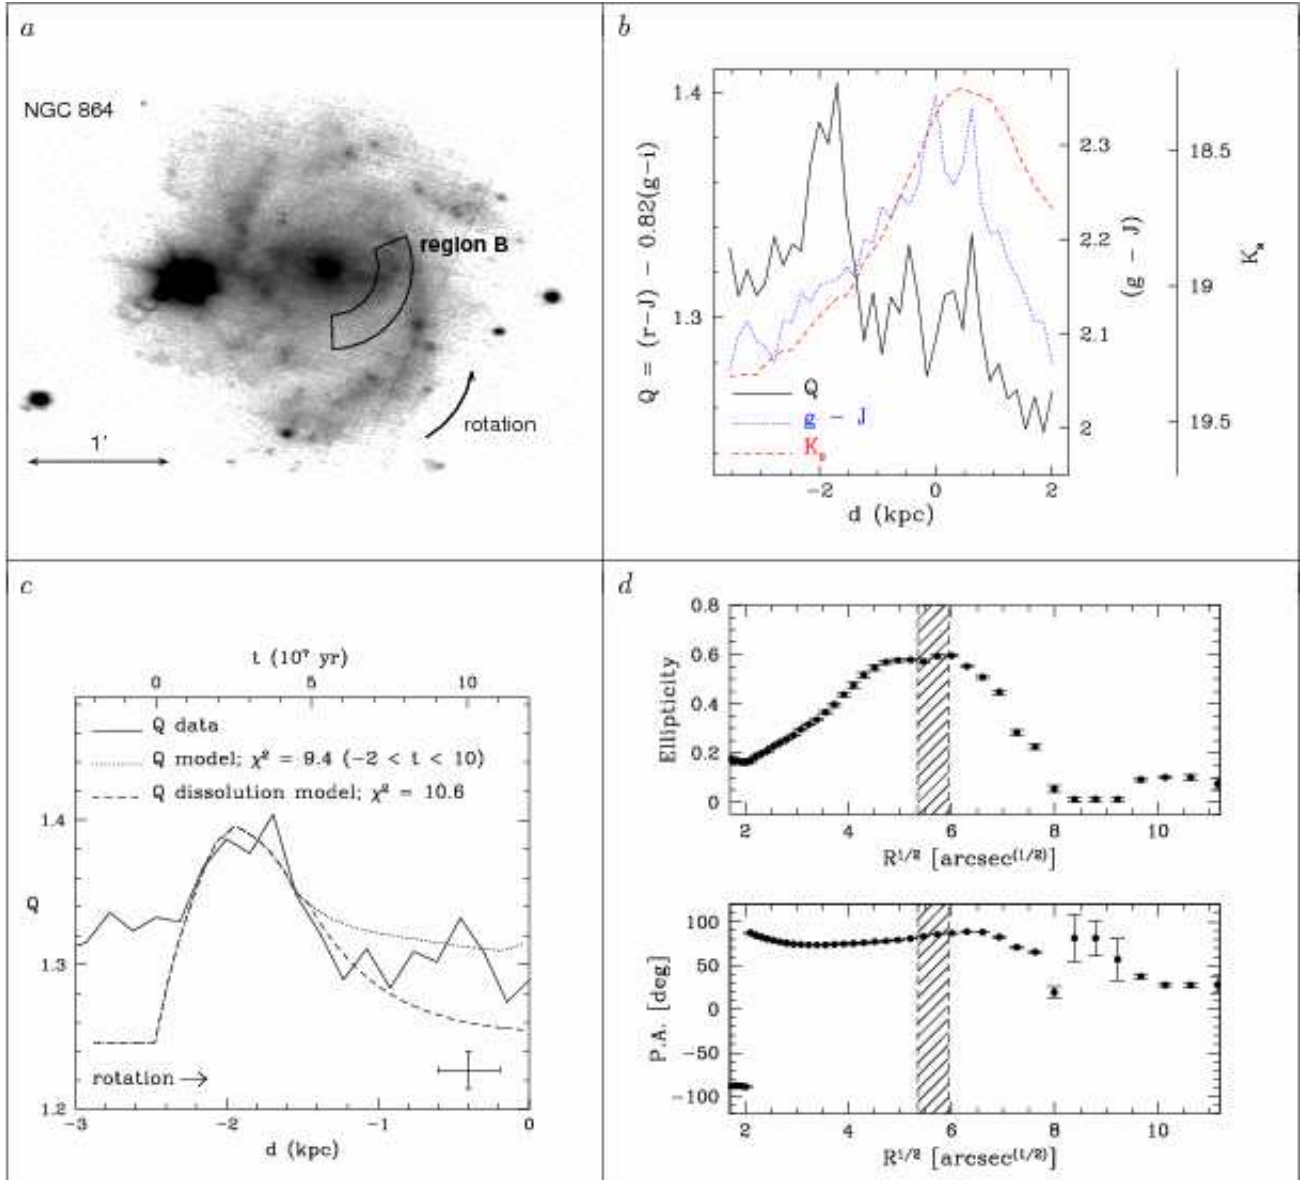 a
NGC 864
region B
rotation
1'
b
Q = (r-J) - 0.82(g-i)
1.4
1.3
Q
g - J
K_s
-2 0 2
d (kpc)
2.3
2.2
2.1
2
(g - J)
18.5
19
19.5
K_s
c
t (10⁷ yr)
0 5 10
Q data
Q model; χ² = 9.4 (-2 < t < 10)
Q dissolution model; χ² = 10.6
1.4
Q
1.3
1.2
rotation →
-3 -2 -1 0
d (kpc)
d
Ellipticity
0.8
0.6
0.4
0.2
0
2 4 6 8 10
R^1/2 [arcsec^(1/2)]
P.A. [deg]
100
50
0
-50
-100
2 4 6 8 10
R^1/2 [arcsec^(1/2)]